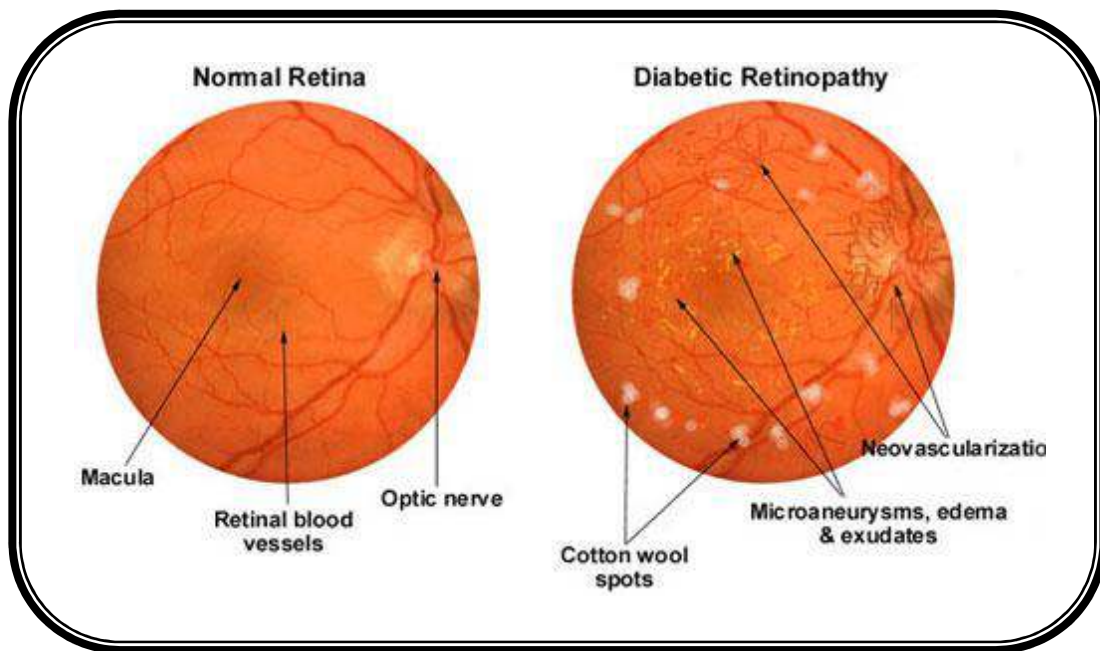 Normal Retina
Diabetic Retinopathy
Macula
Retinal blood
vessels
Optic nerve
Neovascularizatio
Microaneurysms, edema
& exudates
Cotton wool
spots